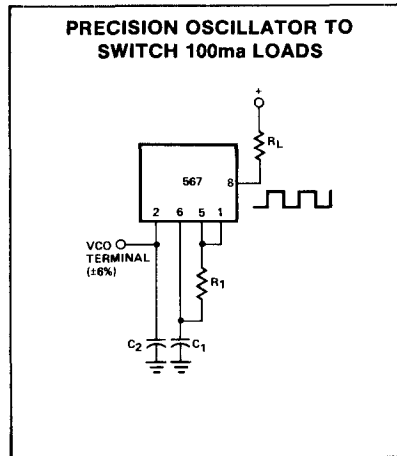 PRECISION OSCILLATOR TO
SWITCH 100ma LOADS
+
RL
567
8
2 6 5 1
VCO
TERMINAL
(±6%)
R1
C2 C1